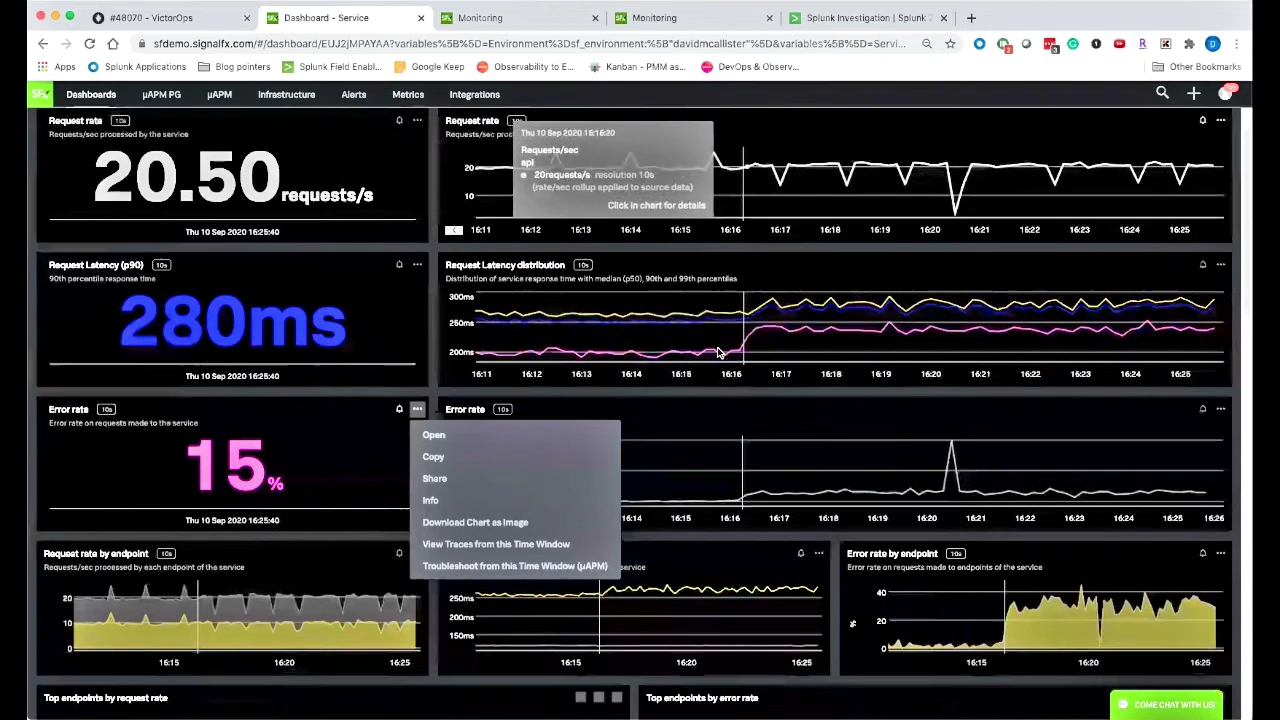 #48070 - VictorOps
Dashboard - Service
Monitoring
Monitoring
Splunk Investigation | Splunk
sfdemo.signalfx.com/#/dashboard/EUJ2jNPAYAA?variables%5B%5D=Environment%3Dsf_environment:%5B"davidmcallister"%5D&variables%5B%5D=Servi...
Apps
Splunk Applications
Blog pointers
Splunk Field Enabl...
Google Keep
Observability to E...
Kanban - PMM as...
DevOps & Observ...
Other Bookmarks
Dashboards
µAPM PG
µAPM
Infrastructure
Alerts
Metrics
Integrations
Request rate 10s
Requests/sec processed by the service
20.50 requests/s
Thu 10 Sep 2020 16:25:40
Request rate
Requests/sec
Thu 10 Sep 2020 16:16:20
Requests/sec
api
20requests/s resolution 10s
(rate/sec rollup applied to source data)
Click in chart for details
20
10
16:11 16:12 16:13 16:14 16:15 16:16 16:17 16:18 16:19 16:20 16:21 16:22 16:23 16:24 16:25
Request Latency (p90) 10s
90th percentile response time
280ms
Thu 10 Sep 2020 16:25:40
Request Latency distribution 10s
Distribution of service response time with median (p50), 90th and 99th percentiles
300ms
250ms
200ms
16:11 16:12 16:13 16:14 16:15 16:16 16:17 16:18 16:19 16:20 16:21 16:22 16:23 16:24 16:25
Error rate 10s
Error rate on requests made to the service
15%
Thu 10 Sep 2020 16:25:40
Error rate 10s
16:14 16:15 16:16 16:17 16:18 16:19 16:20 16:21 16:22 16:23 16:24 16:25 16:26
Open
Copy
Share
Info
Download Chart as Image
View Traces from this Time Window
Troubleshoot from this Time Window (µAPM)
Request rate by endpoint 10s
Requests/sec processed by each endpoint of the service
20
10
0
16:15 16:20 16:25
service
250ms
200ms
150ms
16:15 16:20 16:25
Error rate by endpoint 10s
Error rate on requests made to endpoints of the service
40
20
0
%
16:15 16:20 16:25
Top endpoints by request rate
Top endpoints by error rate
COME CHAT WITH US!